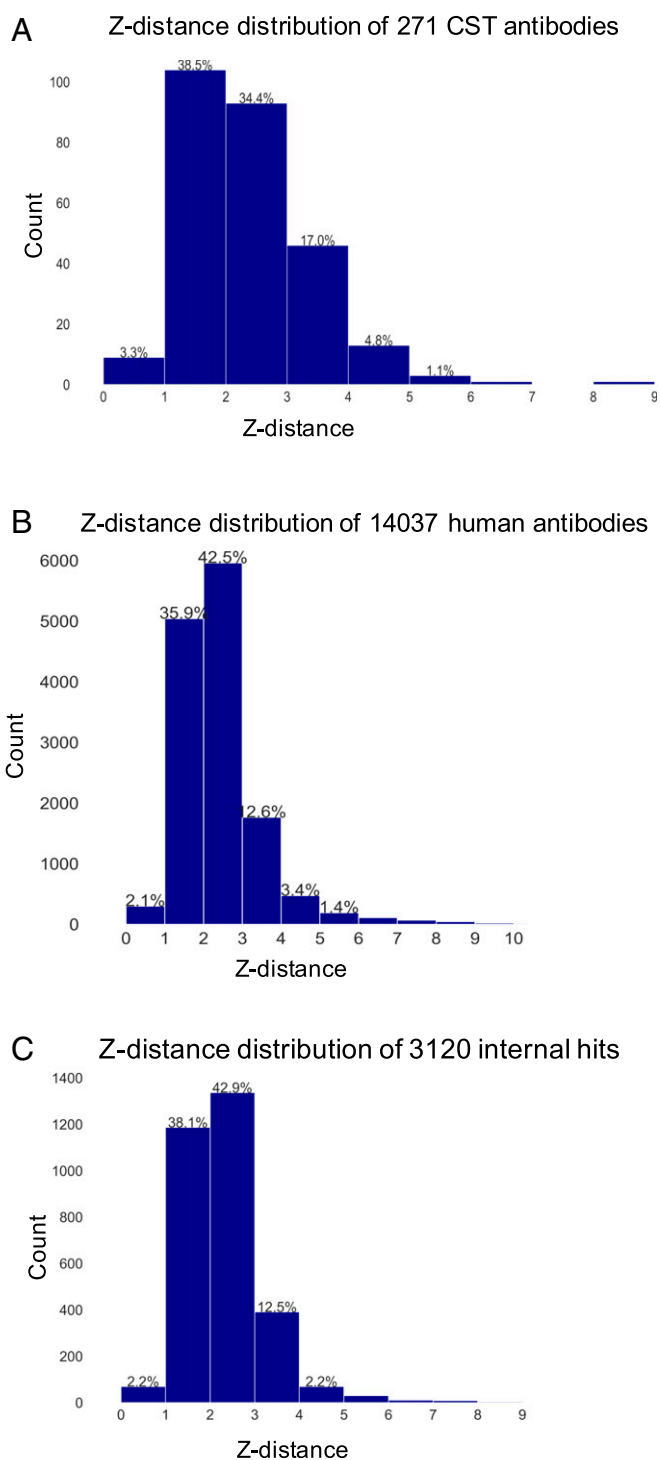 A
Z-distance distribution of 271 CST antibodies
38.5%
100
34.4%
80
60
Count
17.0%
40
20
4.8%
3.3%
1.1%
0
0 1 2 3 4 5 6 7 8 9
Z-distance
B
Z-distance distribution of 14037 human antibodies
6000
42.5%
35.9%
5000
4000
Count
3000
2000
12.6%
1000
3.4%
2.1%
1.4%
0
0 1 2 3 4 5 6 7 8 9 10
Z-distance
C
Z-distance distribution of 3120 internal hits
1400
42.9%
38.1%
1200
1000
800
Count
600
400
12.5%
200
2.2%
2.2%
0
0 1 2 3 4 5 6 7 8 9
Z-distance